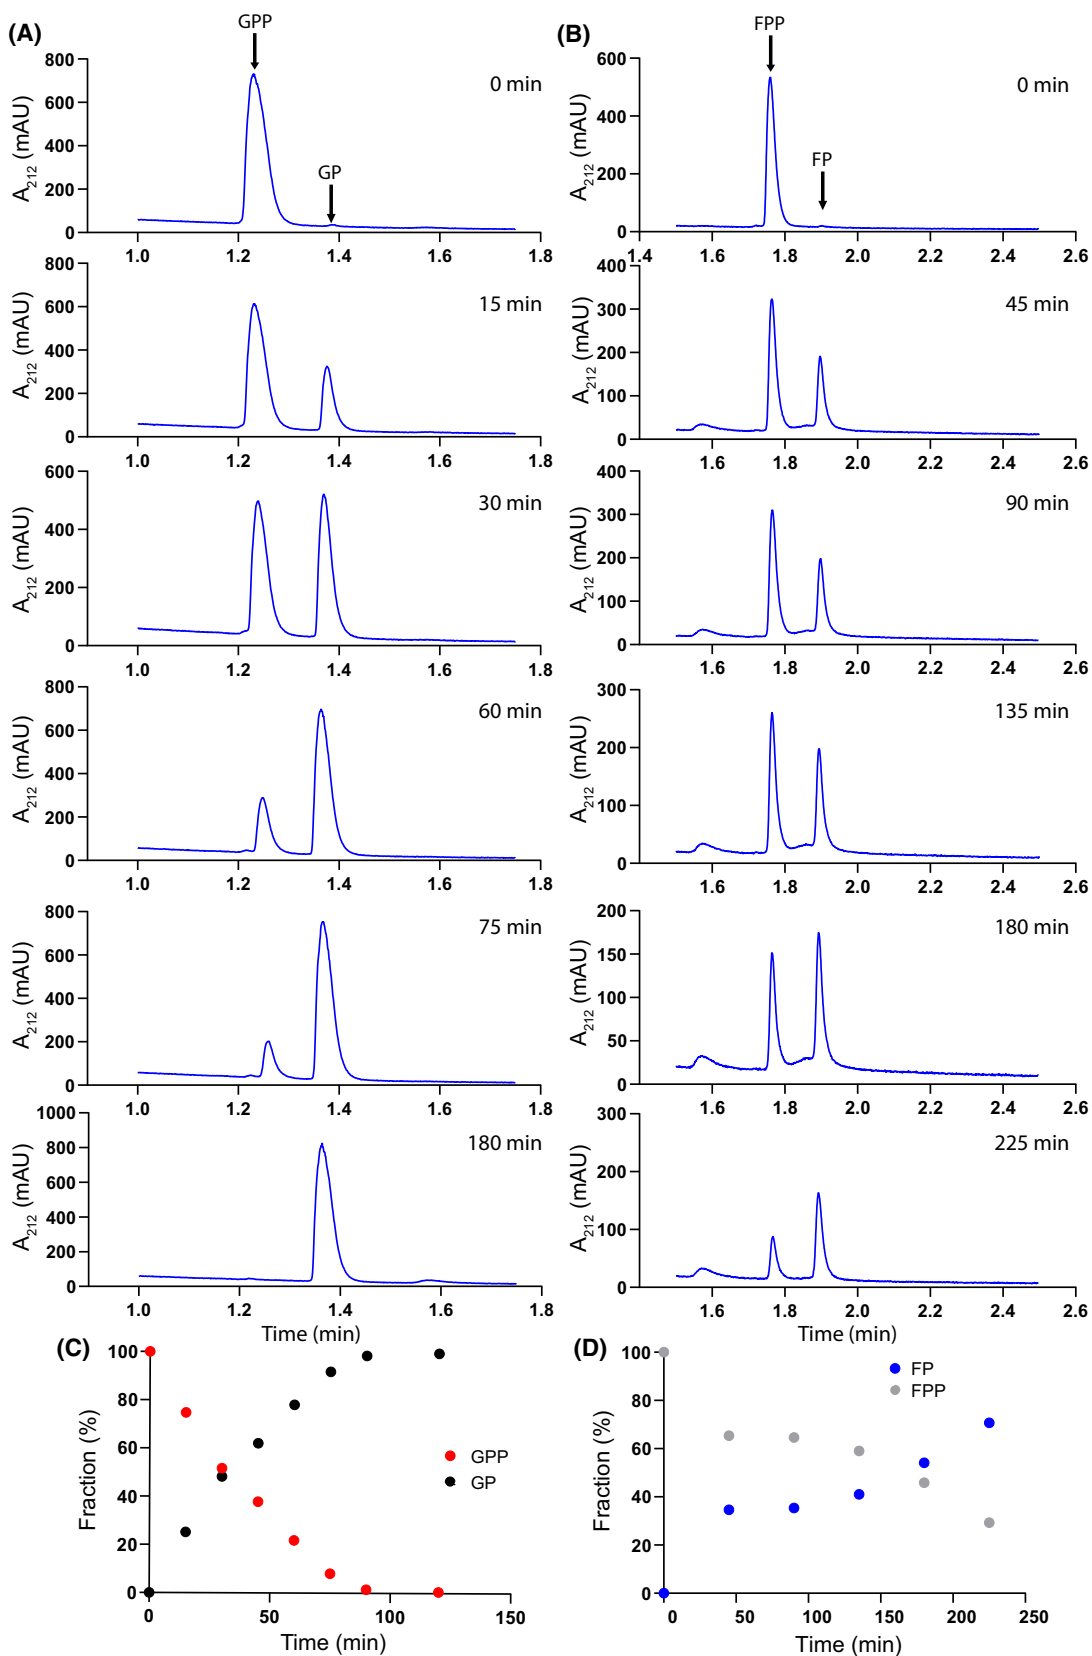 (A)
GPP
800
600
400
200
0
A212 (mAU)
0 min
GP
1.0 1.2 1.4 1.6 1.8
800
600
400
200
0
A212 (mAU)
15 min
1.0 1.2 1.4 1.6 1.8
600
400
200
0
A212 (mAU)
30 min
1.0 1.2 1.4 1.6 1.8
800
600
400
200
0
A212 (mAU)
60 min
1.0 1.2 1.4 1.6 1.8
800
600
400
200
0
A212 (mAU)
75 min
1.0 1.2 1.4 1.6 1.8
1000
800
600
400
200
0
A212 (mAU)
180 min
1.0 1.2 1.4 1.6 1.8
Time (min)
(B)
FPP
600
400
200
0
A212 (mAU)
0 min
FP
1.4 1.6 1.8 2.0 2.2 2.4 2.6
400
300
200
100
0
A212 (mAU)
45 min
1.6 1.8 2.0 2.2 2.4 2.6
400
300
200
100
0
A212 (mAU)
90 min
1.6 1.8 2.0 2.2 2.4 2.6
300
200
100
0
A212 (mAU)
135 min
1.6 1.8 2.0 2.2 2.4 2.6
200
150
100
50
0
A212 (mAU)
180 min
1.6 1.8 2.0 2.2 2.4 2.6
300
200
100
0
A212 (mAU)
225 min
1.6 1.8 2.0 2.2 2.4 2.6
Time (min)
(C)
100
80
60
40
20
0
Fraction (%)
GPP
GP
0 50 100 150
Time (min)
(D)
100
80
60
40
20
0
Fraction (%)
FP
FPP
0 50 100 150 200 250
Time (min)